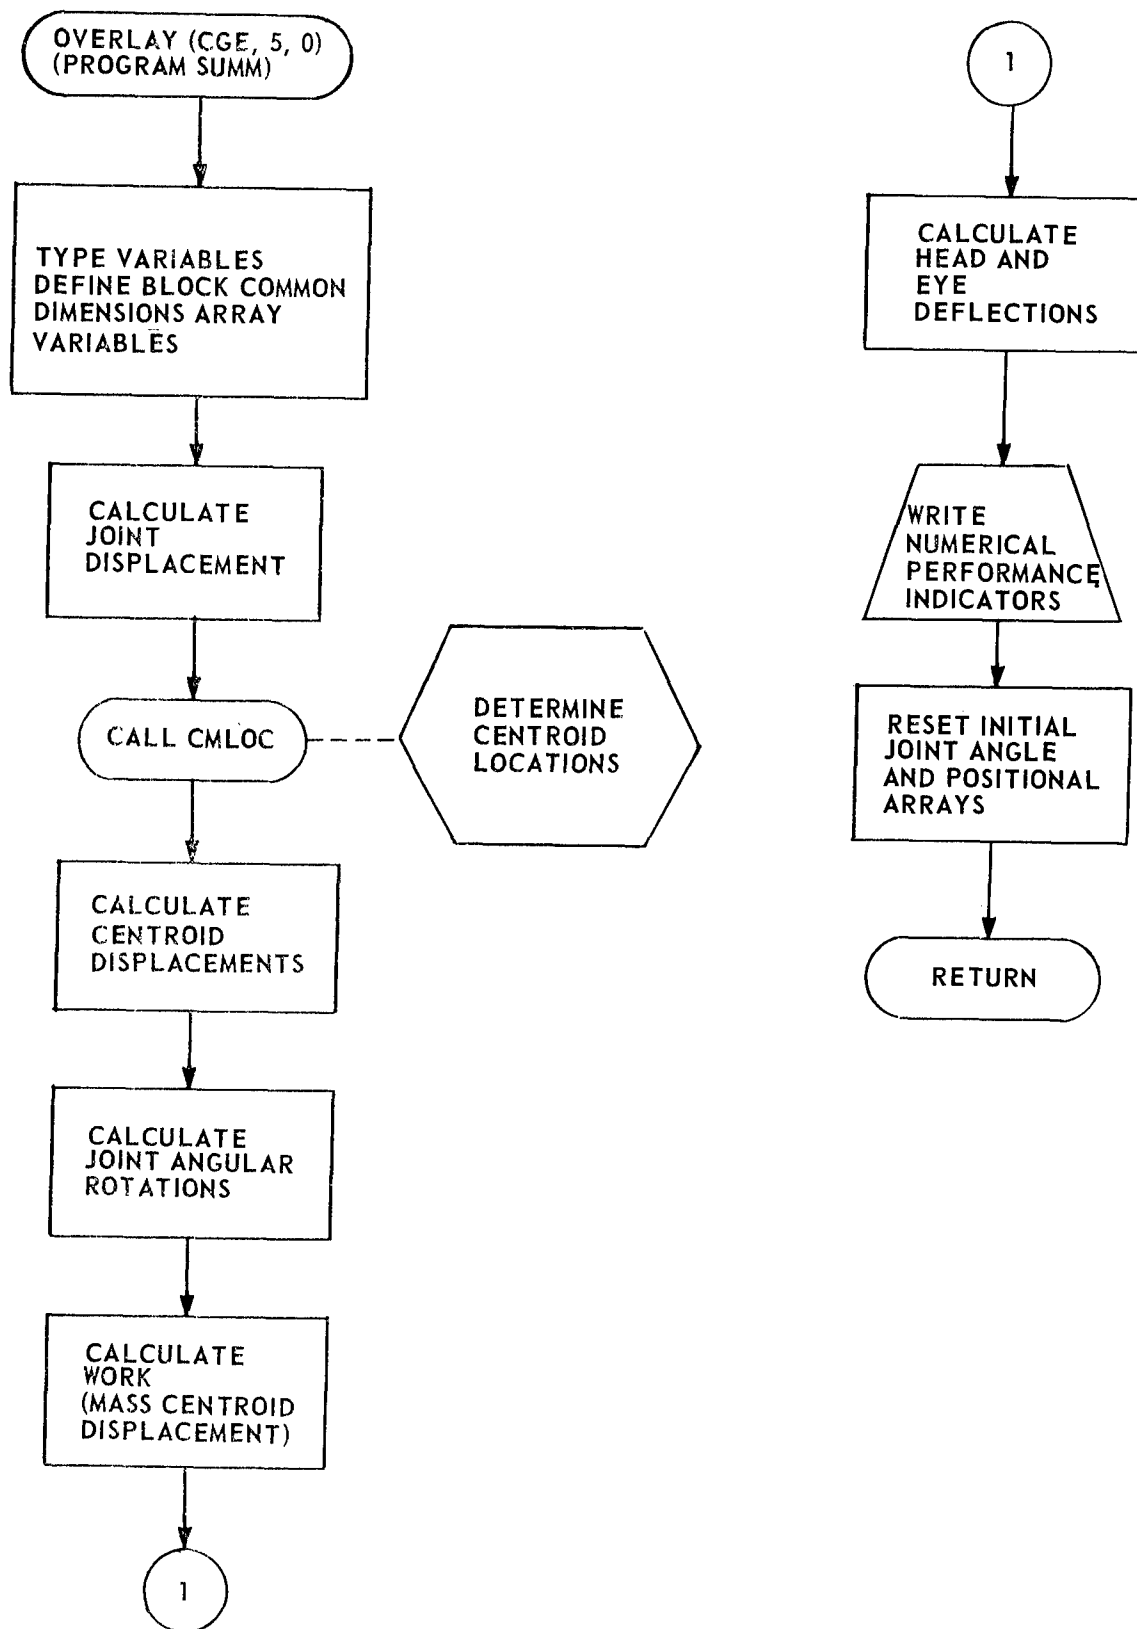 OVERLAY (CGE, 5, 0)
(PROGRAM SUMM)
TYPE VARIABLES
DEFINE BLOCK COMMON
DIMENSIONS ARRAY
VARIABLES
CALCULATE
JOINT
DISPLACEMENT
CALL CMLOC
DETERMINE
CENTROID
LOCATIONS
CALCULATE
CENTROID
DISPLACEMENTS
CALCULATE
JOINT ANGULAR
ROTATIONS
CALCULATE
WORK
(MASS CENTROID
DISPLACEMENT)
1
1
CALCULATE
HEAD AND
EYE
DEFLECTIONS
WRITE
NUMERICAL
PERFORMANCE
INDICATORS
RESET INITIAL
JOINT ANGLE
AND POSITIONAL
ARRAYS
RETURN